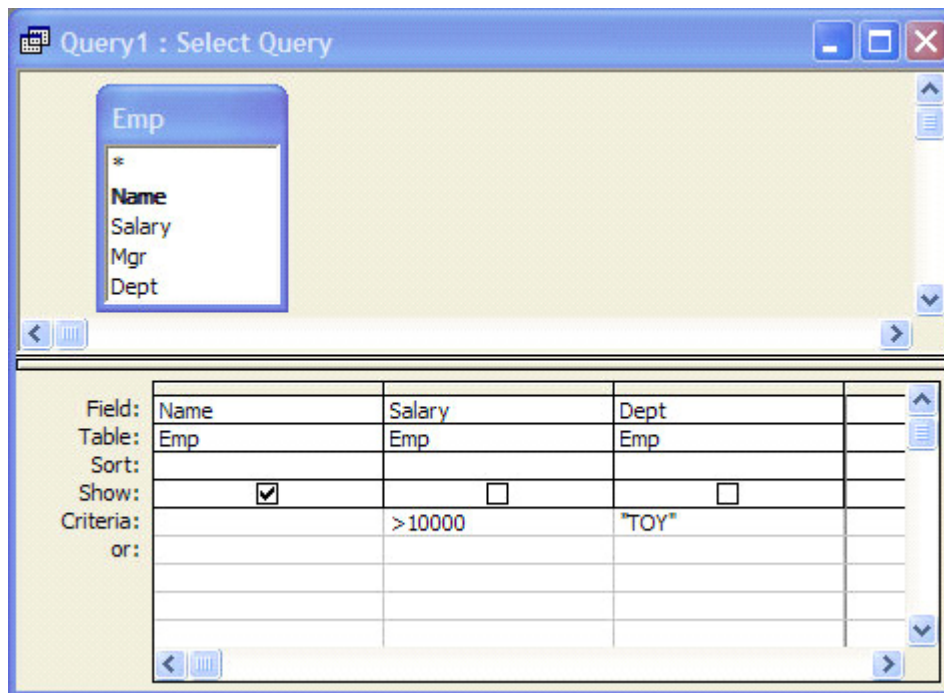 Query1 : Select Query
Emp
*
Name
Salary
Mgr
Dept
Field: Name Salary Dept
Table: Emp Emp Emp
Sort:
Show:
Criteria: >10000 "TOY"
or: